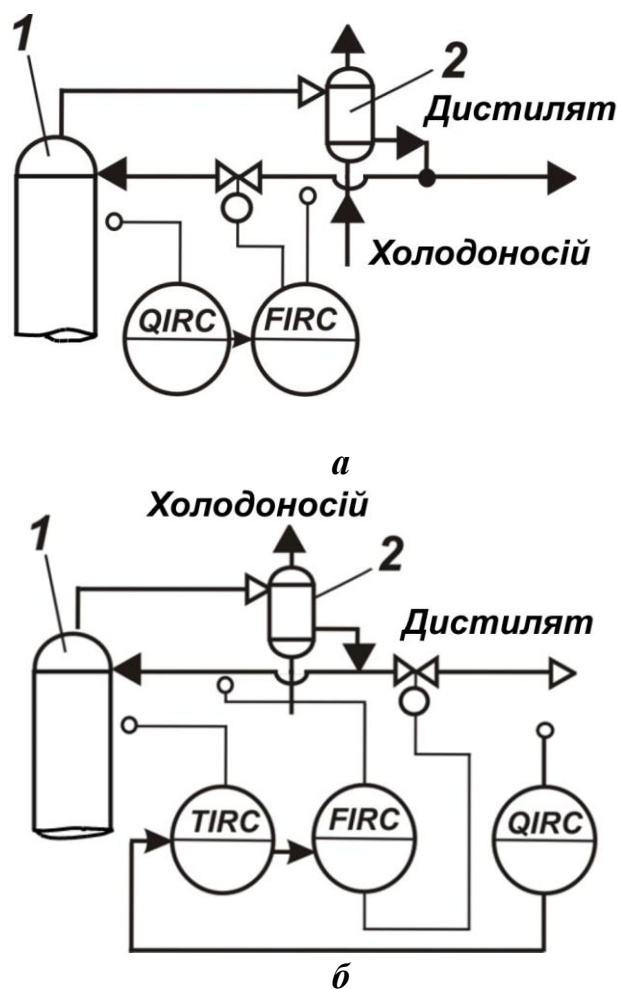 1
2
Дистилят
Холодоносій
QIRC
FIRC
а
Холодоносій
1
2
Дистилят
TIRC
FIRC
QIRC
б